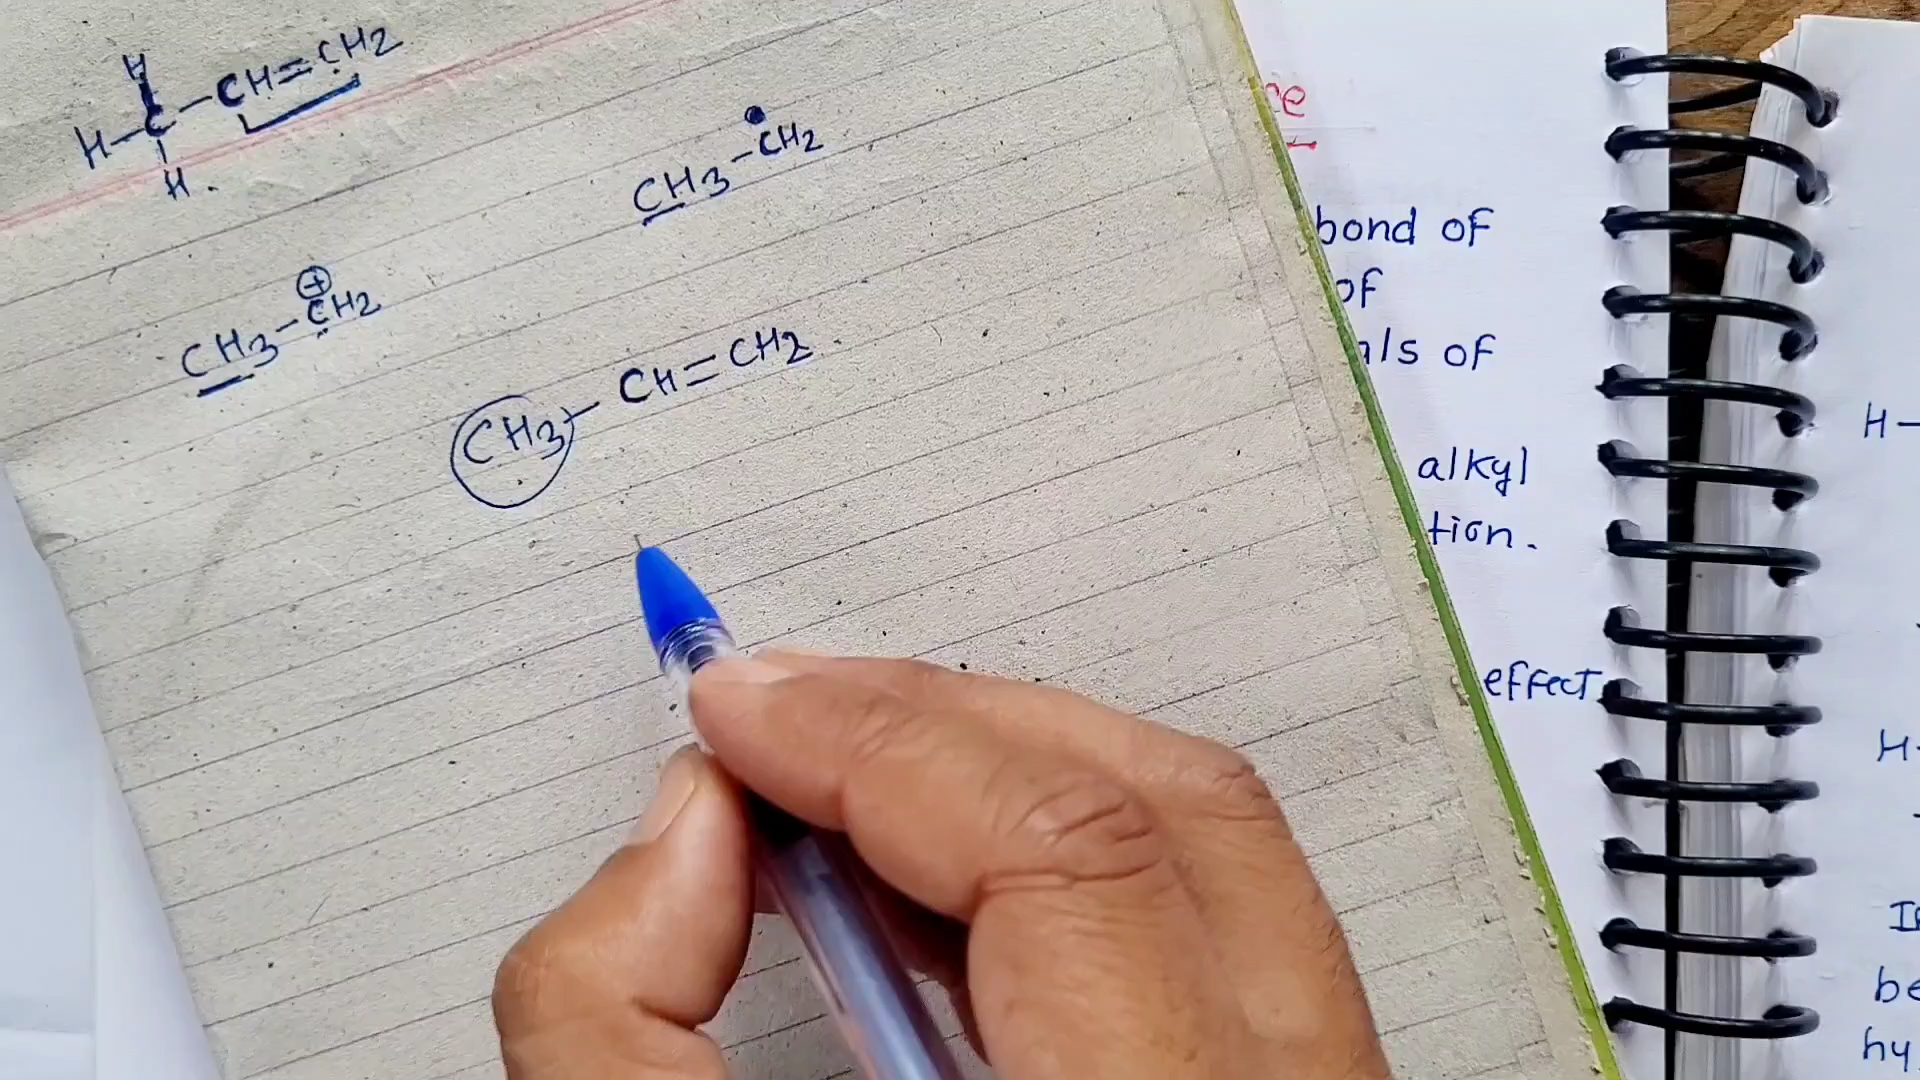 H
H-C-CH=CH2
H.
CH3-CH2
+
CH3-CH2
CH3-CH=CH2
bond of
of
als of
alkyl
tion.
effect
H-
H-
be
hy